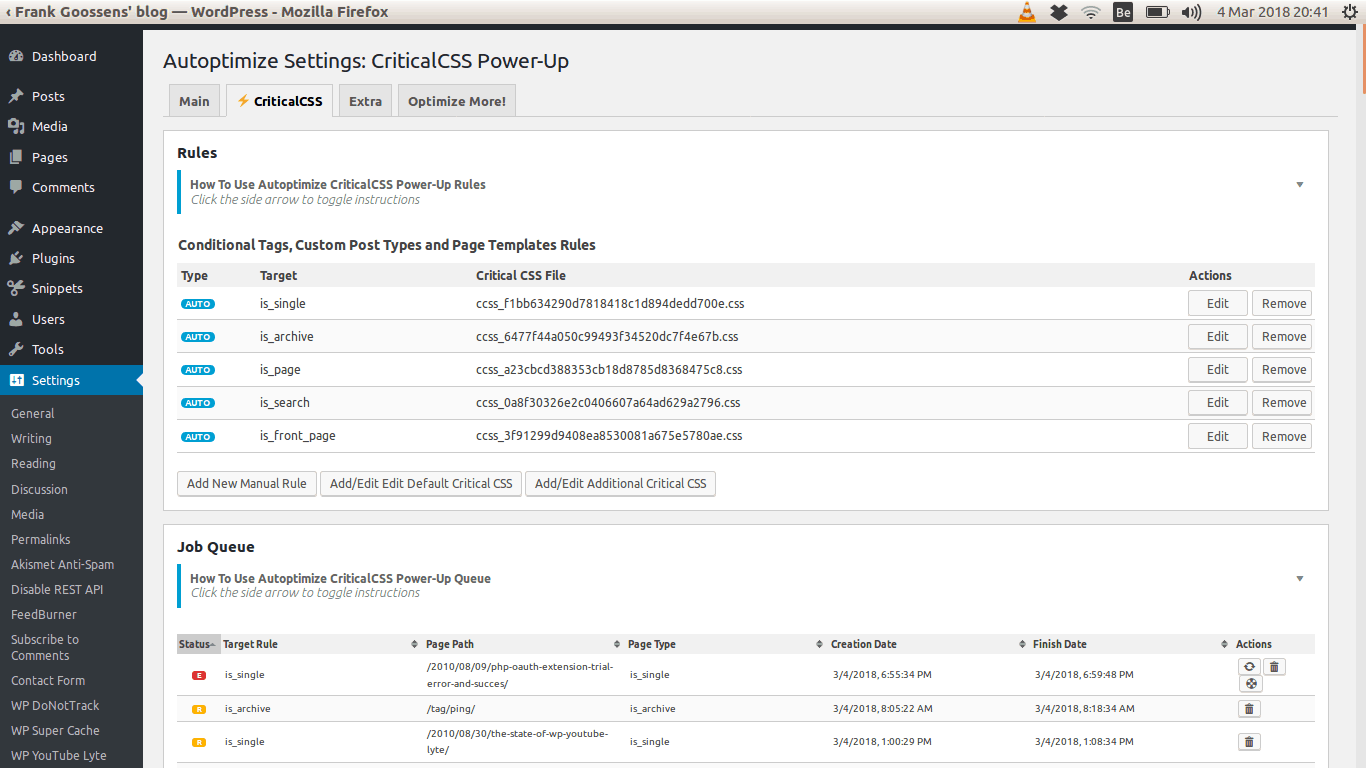 ‹ Frank Goossens' blog — WordPress - Mozilla Firefox
Be
4 Mar 2018 20:41
Dashboard
Posts
Media
Pages
Comments
Appearance
Plugins
Snippets
Users
Tools
Settings
General
Writing
Reading
Discussion
Media
Permalinks
Akismet Anti-Spam
Disable REST API
FeedBurner
Subscribe to
Comments
Contact Form
WP DoNotTrack
WP Super Cache
WP YouTube Lyte
Autoptimize Settings: CriticalCSS Power-Up
Main
⚡ CriticalCSS
Extra
Optimize More!
Rules
How To Use Autoptimize CriticalCSS Power-Up Rules
Click the side arrow to toggle instructions
Conditional Tags, Custom Post Types and Page Templates Rules
Type Target Critical CSS File Actions
AUTO is_single ccss_f1bb634290d7818418c1d894dedd700e.css Edit Remove
AUTO is_archive ccss_6477f44a050c99493f34520dc7f4e67b.css Edit Remove
AUTO is_page ccss_a23cbcd388353cb18d8785d8368475c8.css Edit Remove
AUTO is_search ccss_0a8f30326e2c0406607a64ad629a2796.css Edit Remove
AUTO is_front_page ccss_3f91299d9408ea8530081a675e5780ae.css Edit Remove
Add New Manual Rule Add/Edit Edit Default Critical CSS Add/Edit Additional Critical CSS
Job Queue
How To Use Autoptimize CriticalCSS Power-Up Queue
Click the side arrow to toggle instructions
Status Target Rule Page Path Page Type Creation Date Finish Date Actions
E is_single /2010/08/09/php-oauth-extension-trial- is_single 3/4/2018, 6:55:34 PM 3/4/2018, 6:59:48 PM
error-and-succes/
R is_archive /tag/ping/ is_archive 3/4/2018, 8:05:22 AM 3/4/2018, 8:18:34 AM
R is_single /2010/08/30/the-state-of-wp-youtube- is_single 3/4/2018, 1:00:29 PM 3/4/2018, 1:08:34 PM
lyte/